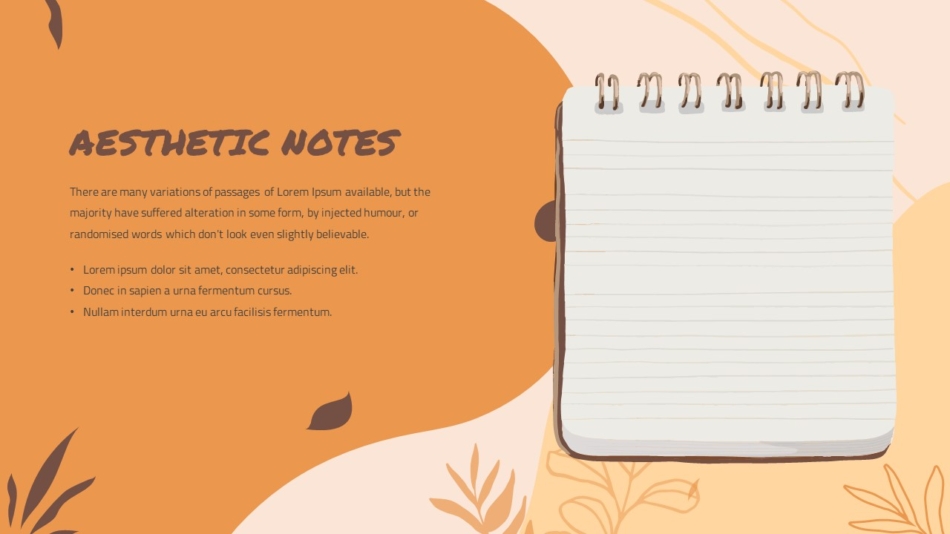 AESTHETIC NOTES
There are many variations of passages of Lorem Ipsum available, but the
majority have suffered alteration in some form, by injected humour, or
randomised words which don't look even slightly believable.
• Lorem ipsum dolor sit amet, consectetur adipiscing elit.
• Donec in sapien a urna fermentum cursus.
• Nullam interdum urna eu arcu facilisis fermentum.